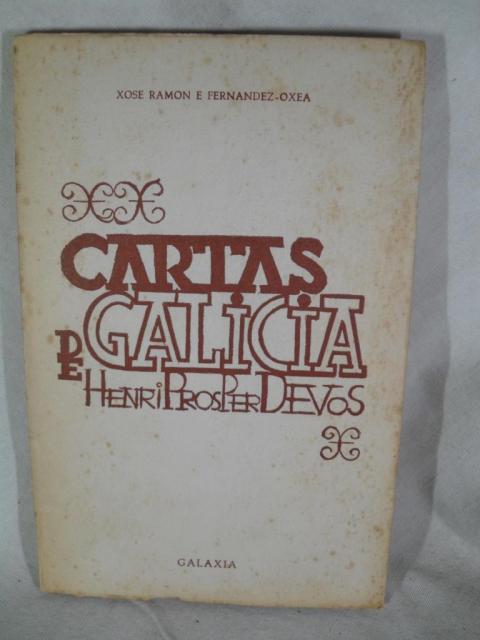 XOSE RAMON E FERNANDEZ-OXEA
CARTAS
DE GALiCiA
HENRi PROSPER DEVOS
GALAXIA